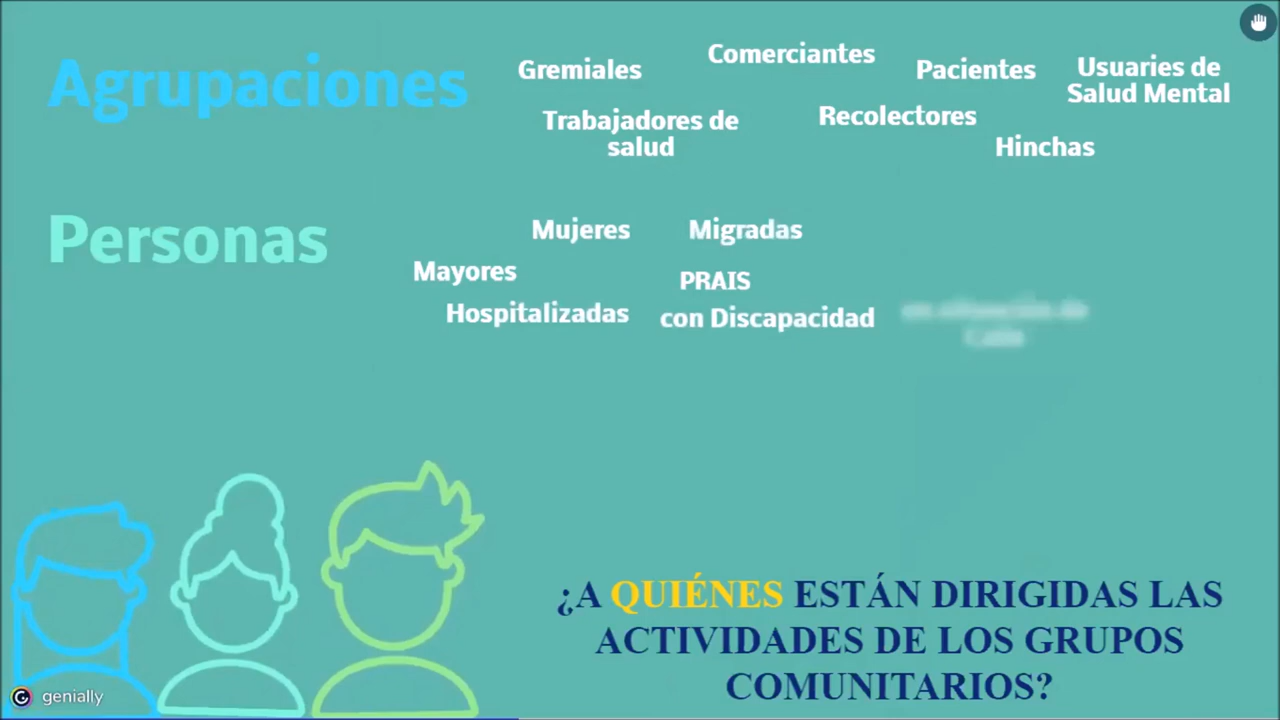 Agrupaciones
Gremiales
Comerciantes
Pacientes
Usuaries de
Salud Mental
Trabajadores de
salud
Recolectores
Hinchas
Personas
Mujeres
Migradas
Mayores
PRAIS
Hospitalizadas
con Discapacidad
¿A QUIÉNES ESTÁN DIRIGIDAS LAS
ACTIVIDADES DE LOS GRUPOS
COMUNITARIOS?
genially